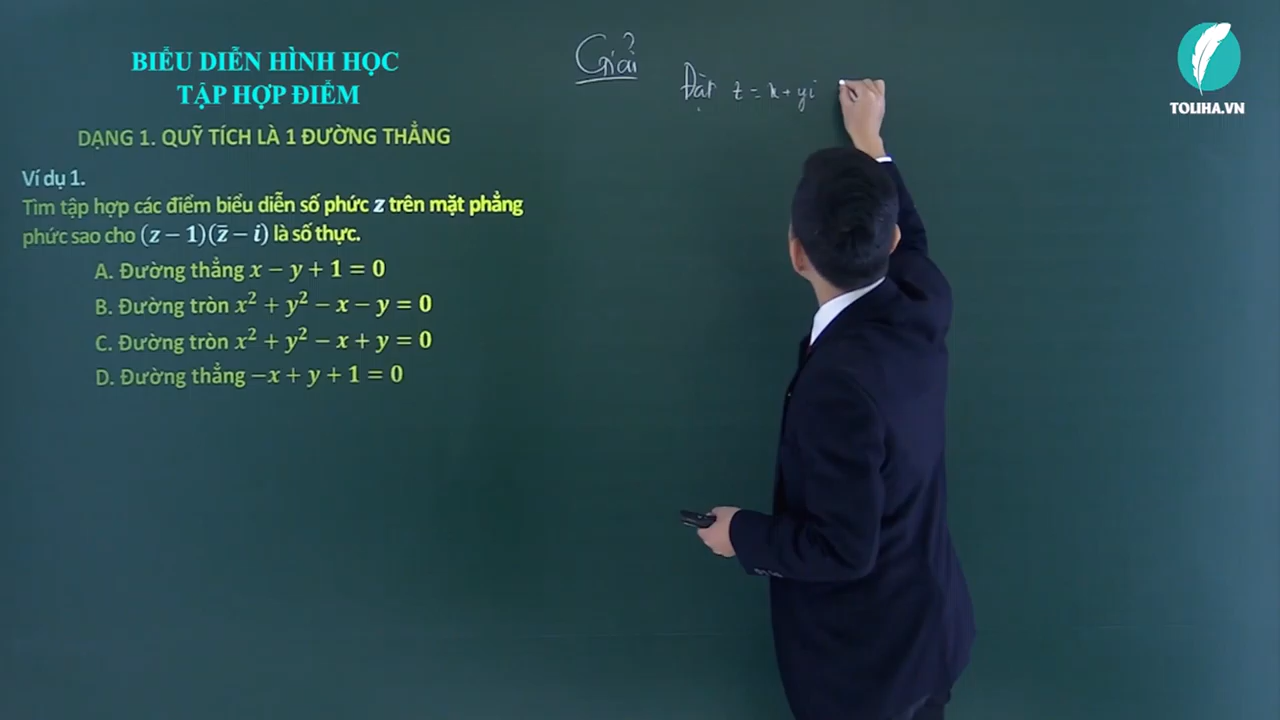 BIỂU DIỄN HÌNH HỌC
TẬP HỢP ĐIỂM
DẠNG 1. QUỸ TÍCH LÀ 1 ĐƯỜNG THẲNG
Ví dụ 1.
Tìm tập hợp các điểm biểu diễn số phức z trên mặt phẳng
phức sao cho (z − 1)(z̄ − i) là số thực.
A. Đường thẳng x − y + 1 = 0
B. Đường tròn x² + y² − x − y = 0
C. Đường tròn x² + y² − x + y = 0
D. Đường thẳng −x + y + 1 = 0
Giải
Đặt z = x + yi
TOLIHA.VN